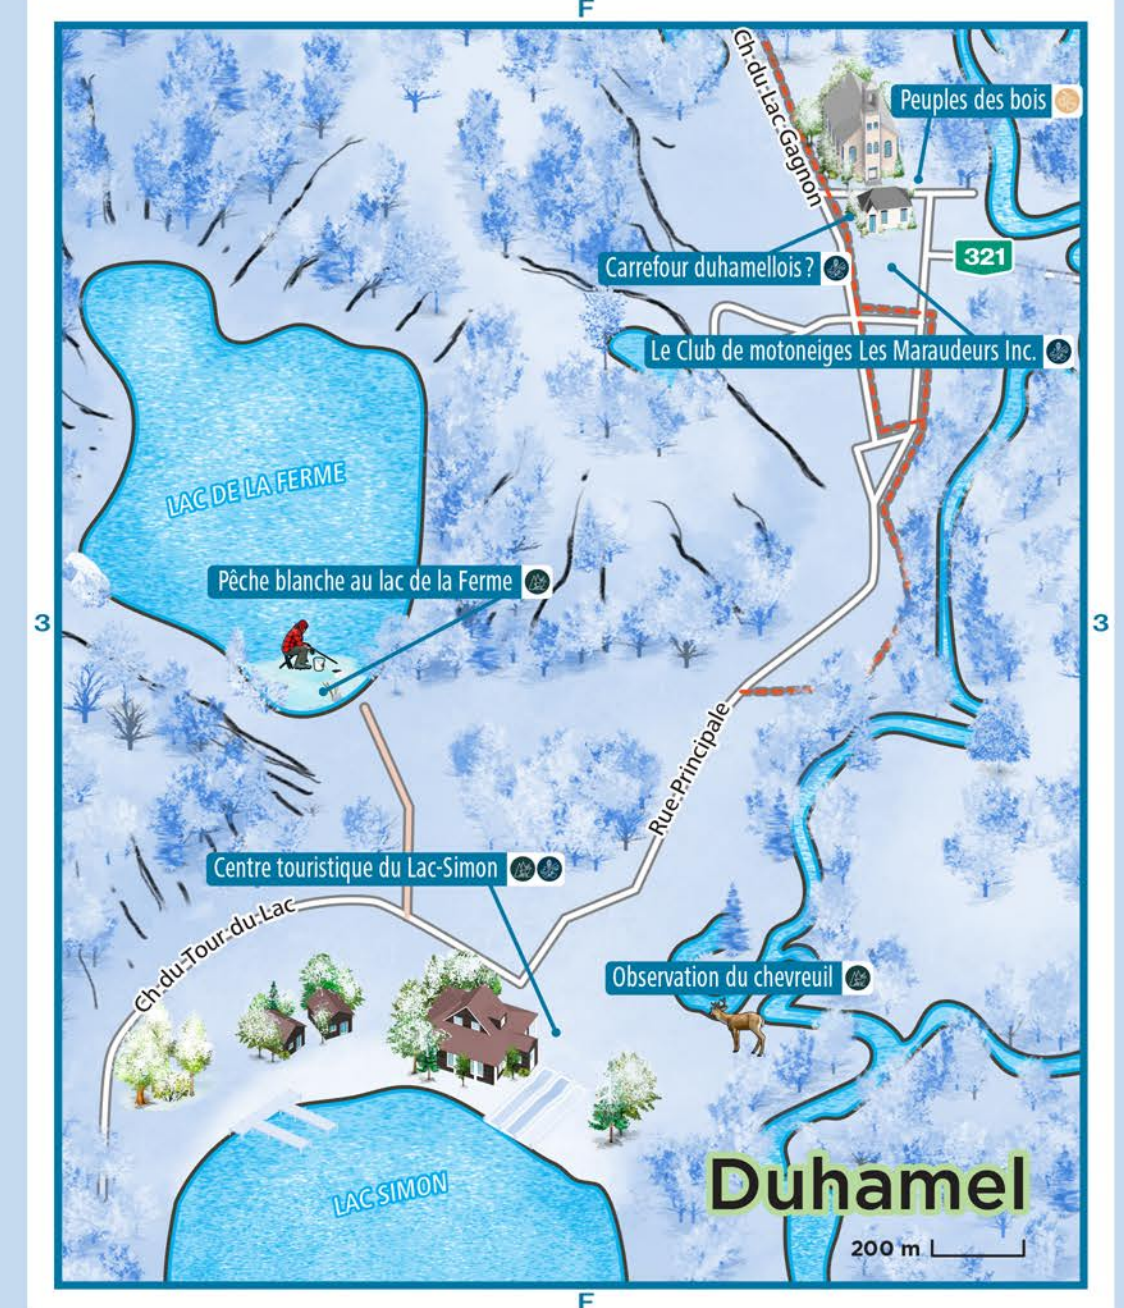 F
Ch du Lac Gagnon
Peuples des bois
Carrefour duhamellois ?
321
Le Club de motoneiges Les Maraudeurs Inc.
LAC DE LA FERME
Pêche blanche au lac de la Ferme
3
3
Rue Principale
Centre touristique du Lac-Simon
Ch du Tour du Lac
Observation du chevreuil
LAC SIMON
Duhamel
200 m
F